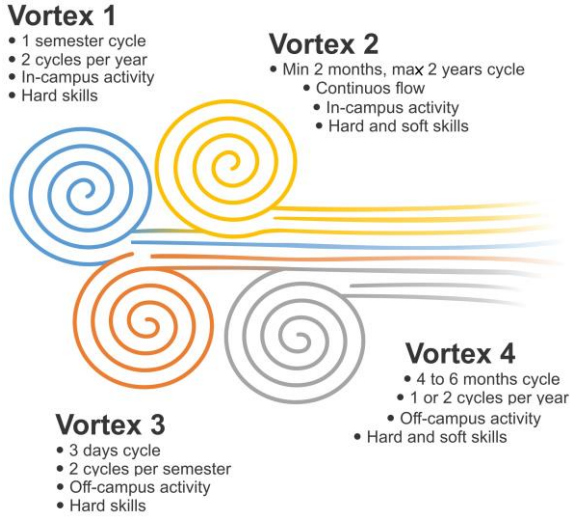 Vortex 1
• 1 semester cycle
• 2 cycles per year
• In-campus activity
• Hard skills
Vortex 2
• Min 2 months, max 2 years cycle
• Continuos flow
• In-campus activity
• Hard and soft skills
Vortex 3
• 3 days cycle
• 2 cycles per semester
• Off-campus activity
• Hard skills
Vortex 4
• 4 to 6 months cycle
• 1 or 2 cycles per year
• Off-campus activity
• Hard and soft skills